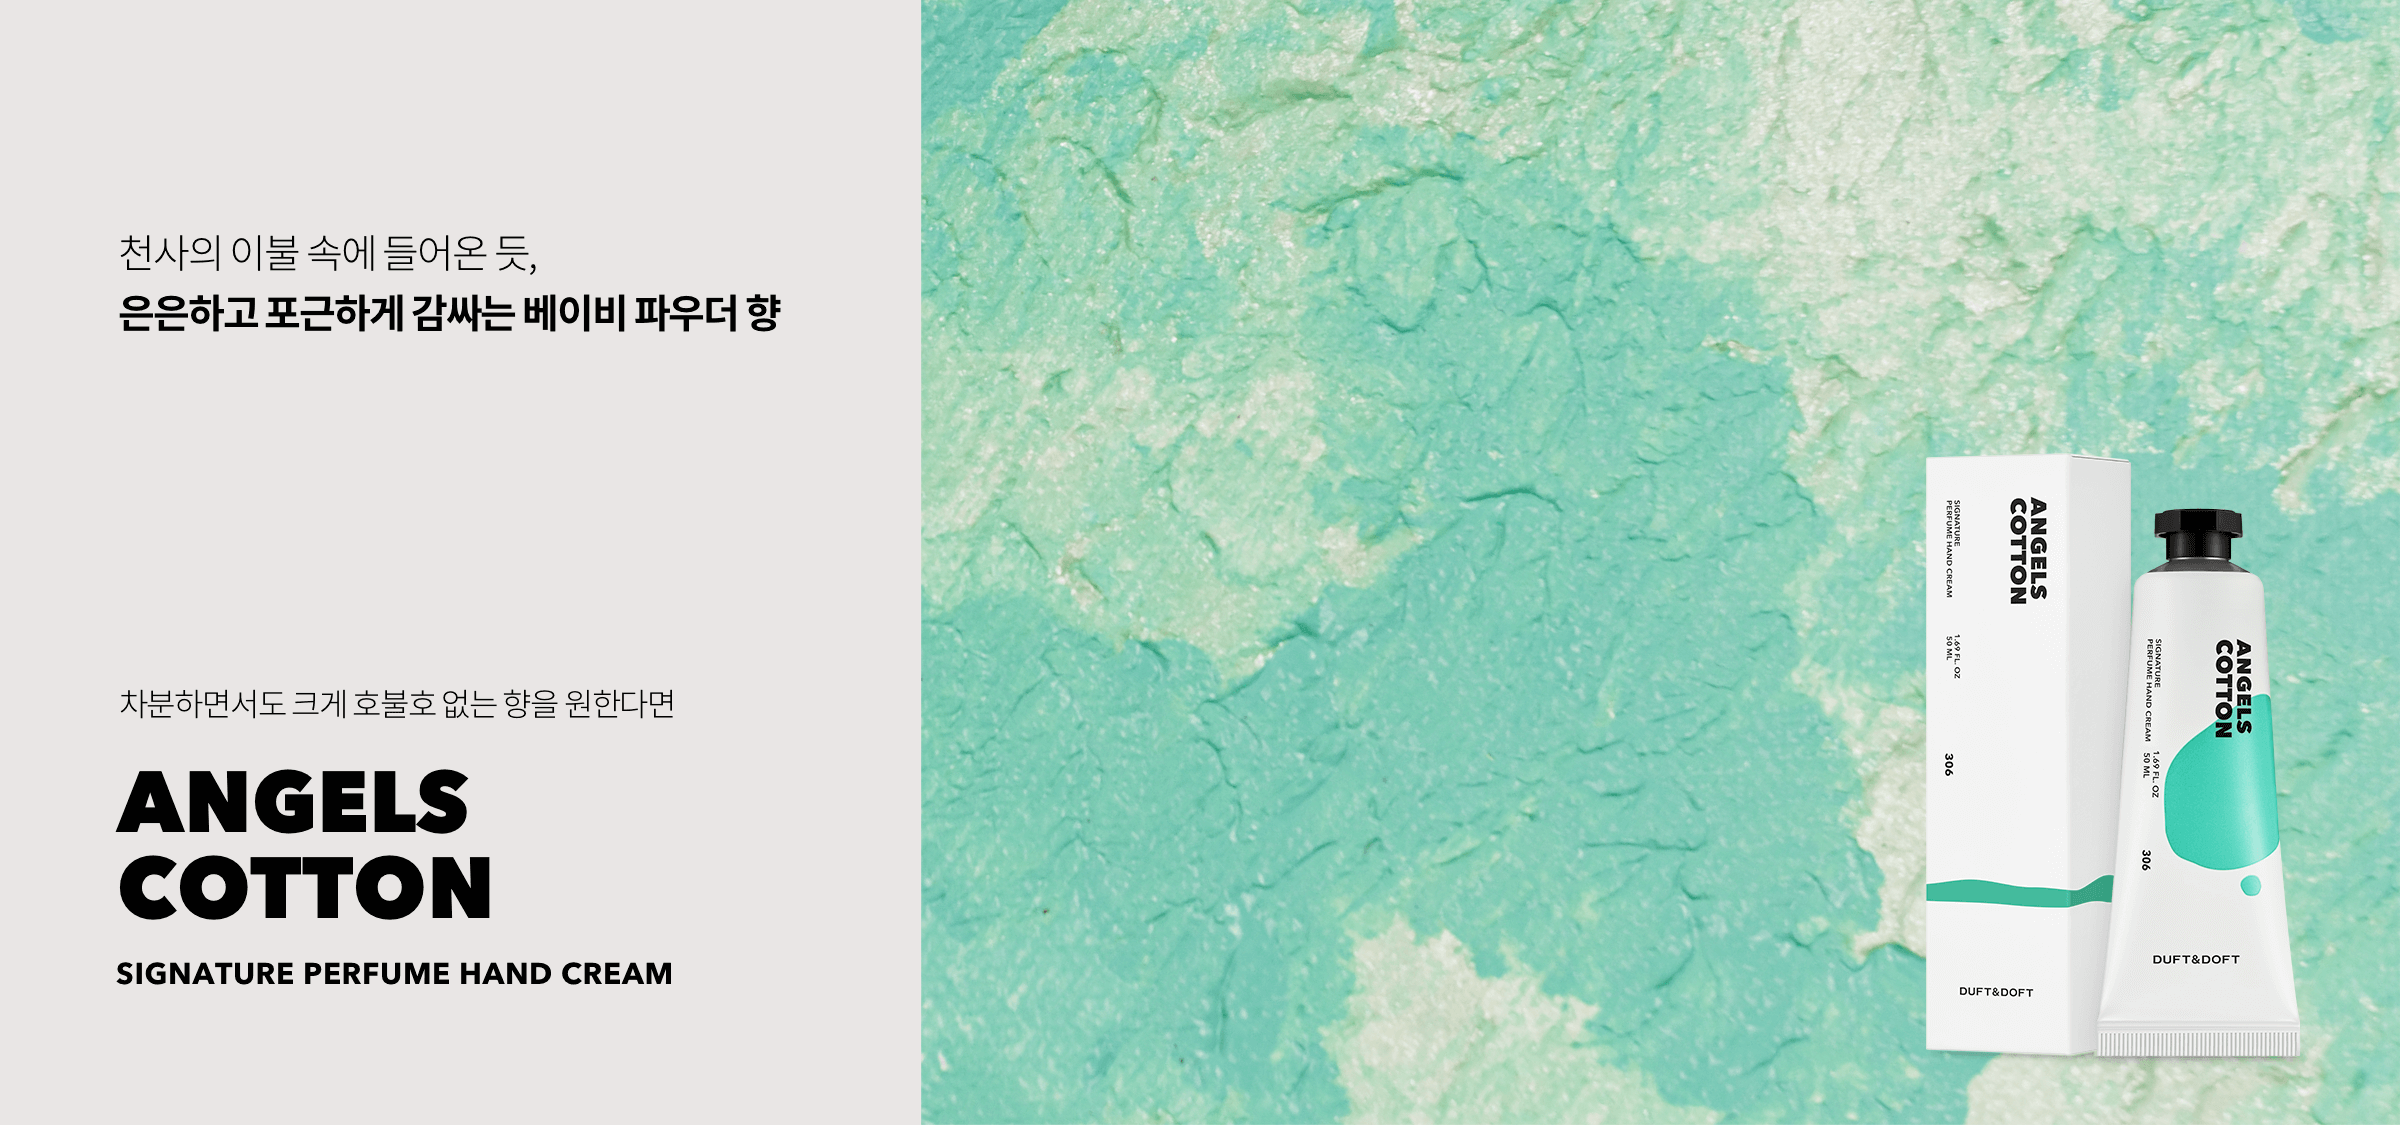 천사의 이불 속에 들어온 듯,
은은하고 포근하게 감싸는 베이비 파우더 향
차분하면서도 크게 호불호 없는 향을 원한다면
ANGELS
COTTON
SIGNATURE PERFUME HAND CREAM
ANGELS
COTTON
SIGNATURE
PERFUME HAND CREAM
1.69 FL. OZ
50 ML
306
DUFT&DOFT
ANGELS
COTTON
SIGNATURE
PERFUME HAND CREAM
1.69 FL. OZ
50 ML
306
DUFT&DOFT